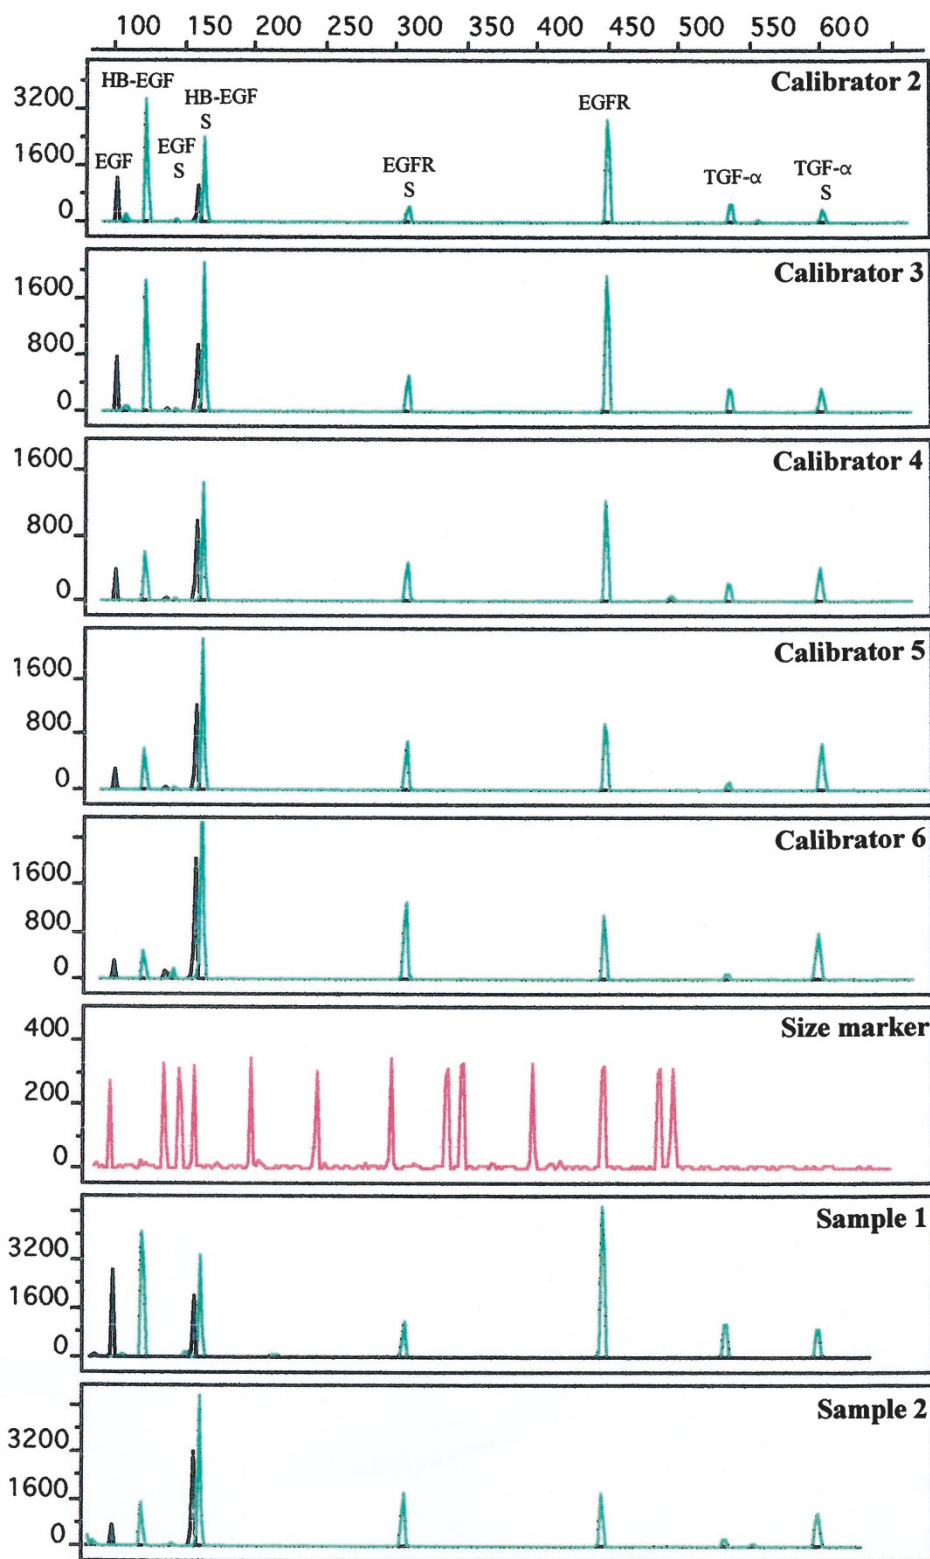 100 150 200 250 300 350 400 450 500 550 600
Calibrator 2
HB-EGF
HB-EGF
S
EGF
EGF
S
EGFR
S
EGFR
TGF-α
TGF-α
S
3200
1600
0
Calibrator 3
1600
800
0
Calibrator 4
1600
800
0
Calibrator 5
1600
800
0
Calibrator 6
1600
800
0
Size marker
400
200
0
Sample 1
3200
1600
0
Sample 2
3200
1600
0